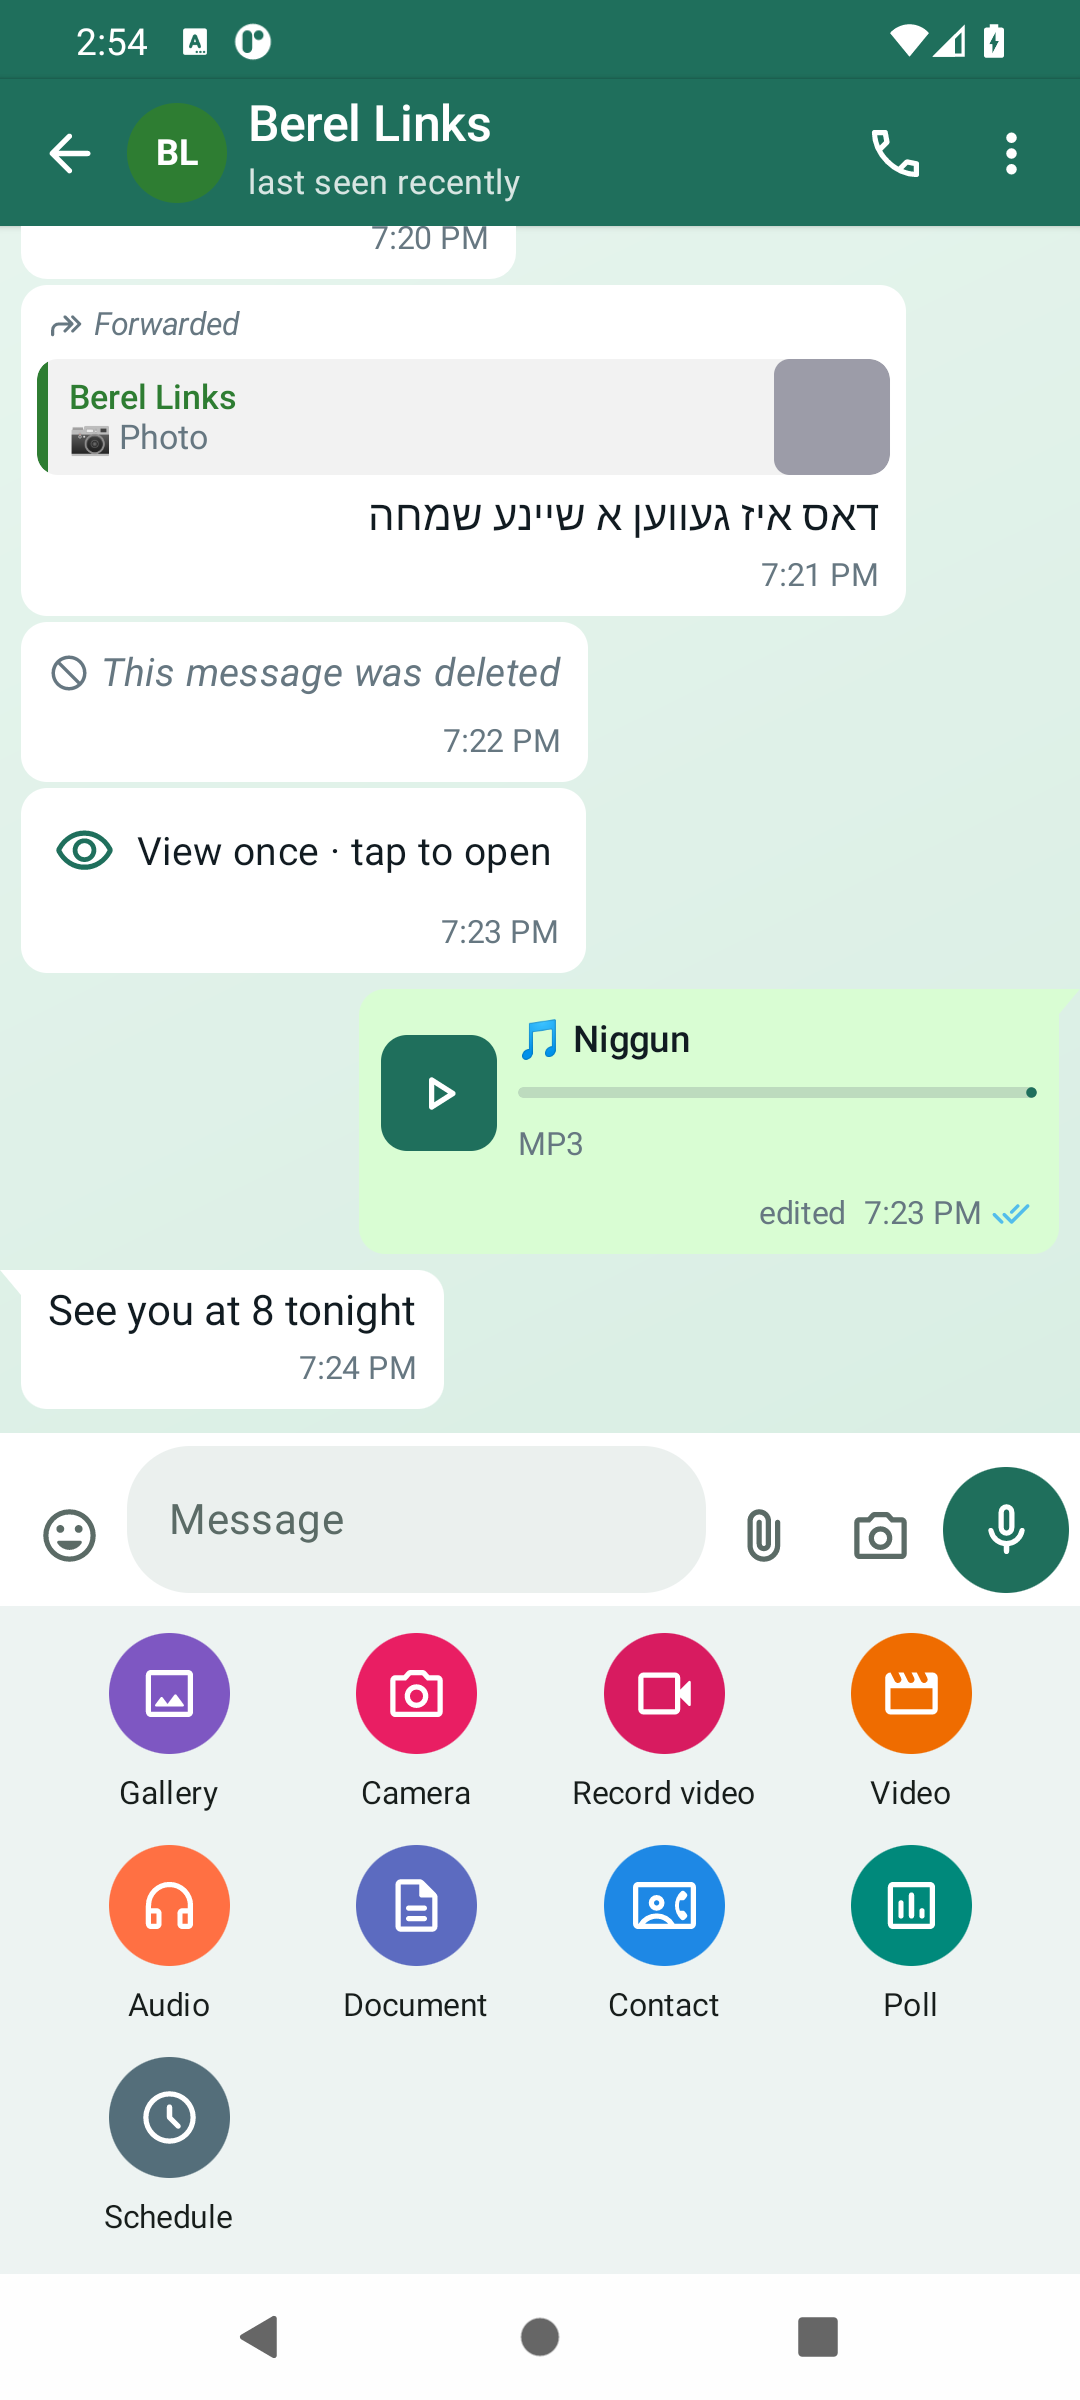 2:54
BL
Berel Links
last seen recently
7:20 PM
Forwarded
Berel Links
📷 Photo
דאס איז געווען א שיינע שמחה
7:21 PM
This message was deleted
7:22 PM
View once · tap to open
7:23 PM
🎵 Niggun
MP3
edited 7:23 PM
See you at 8 tonight
7:24 PM
Message
Gallery Camera Record video Video
Audio Document Contact Poll
Schedule